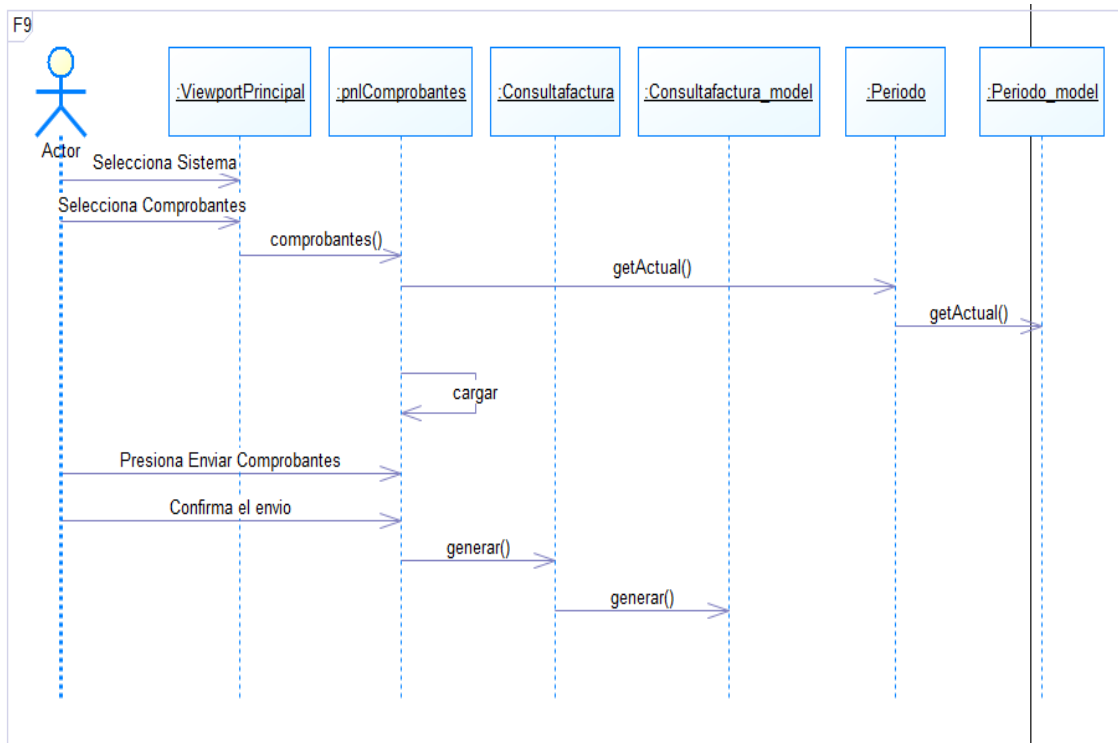 F9
:ViewportPrincipal
:pnlComprobantes
:Consultafactura
:Consultafactura_model
:Periodo
:Periodo_model
Actor
Selecciona Sistema
Selecciona Comprobantes
comprobantes()
getActual()
getActual()
cargar
Presiona Enviar Comprobantes
Confirma el envio
generar()
generar()